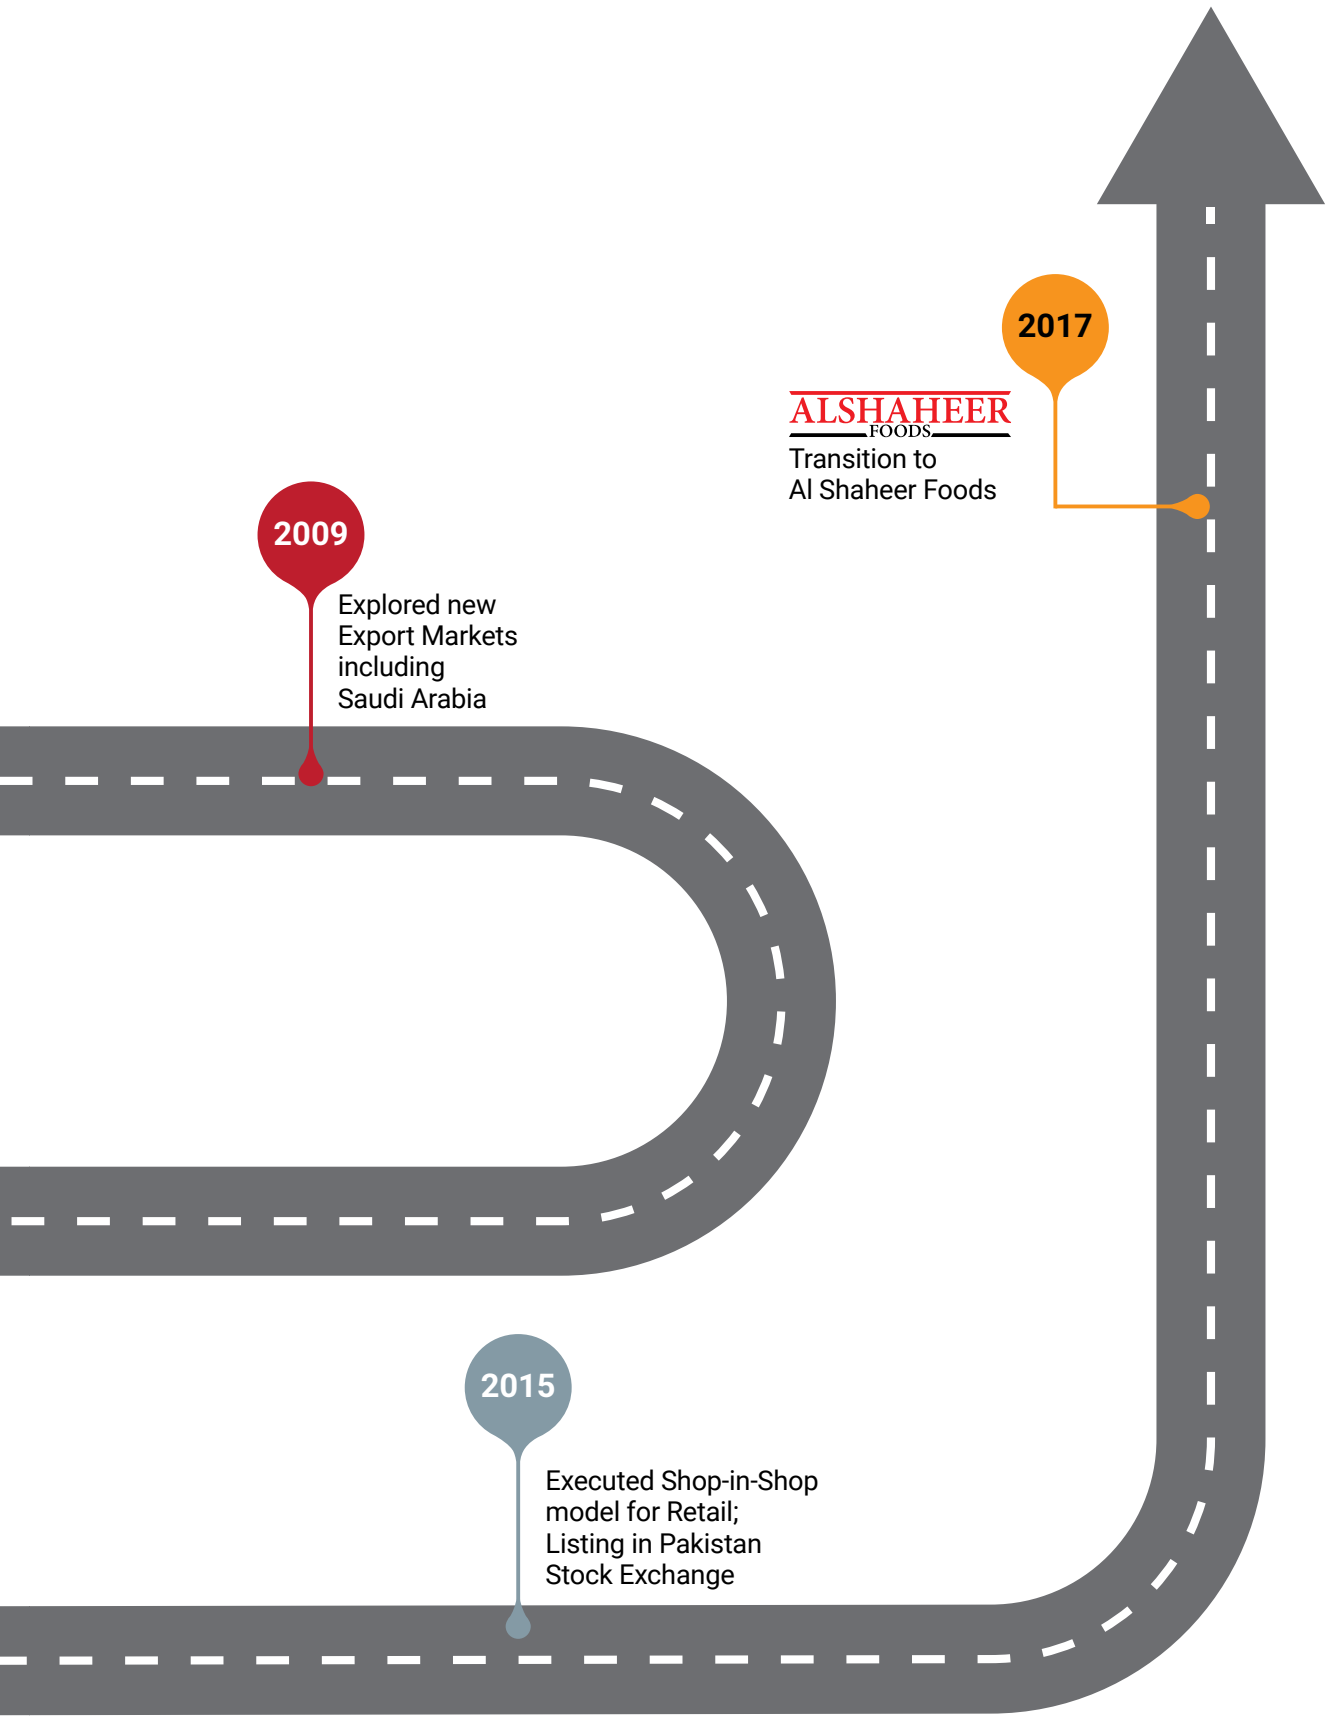 2017
ALSHAHEER
FOODS
Transition to
Al Shaheer Foods
2009
Explored new
Export Markets
including
Saudi Arabia
2015
Executed Shop-in-Shop
model for Retail;
Listing in Pakistan
Stock Exchange